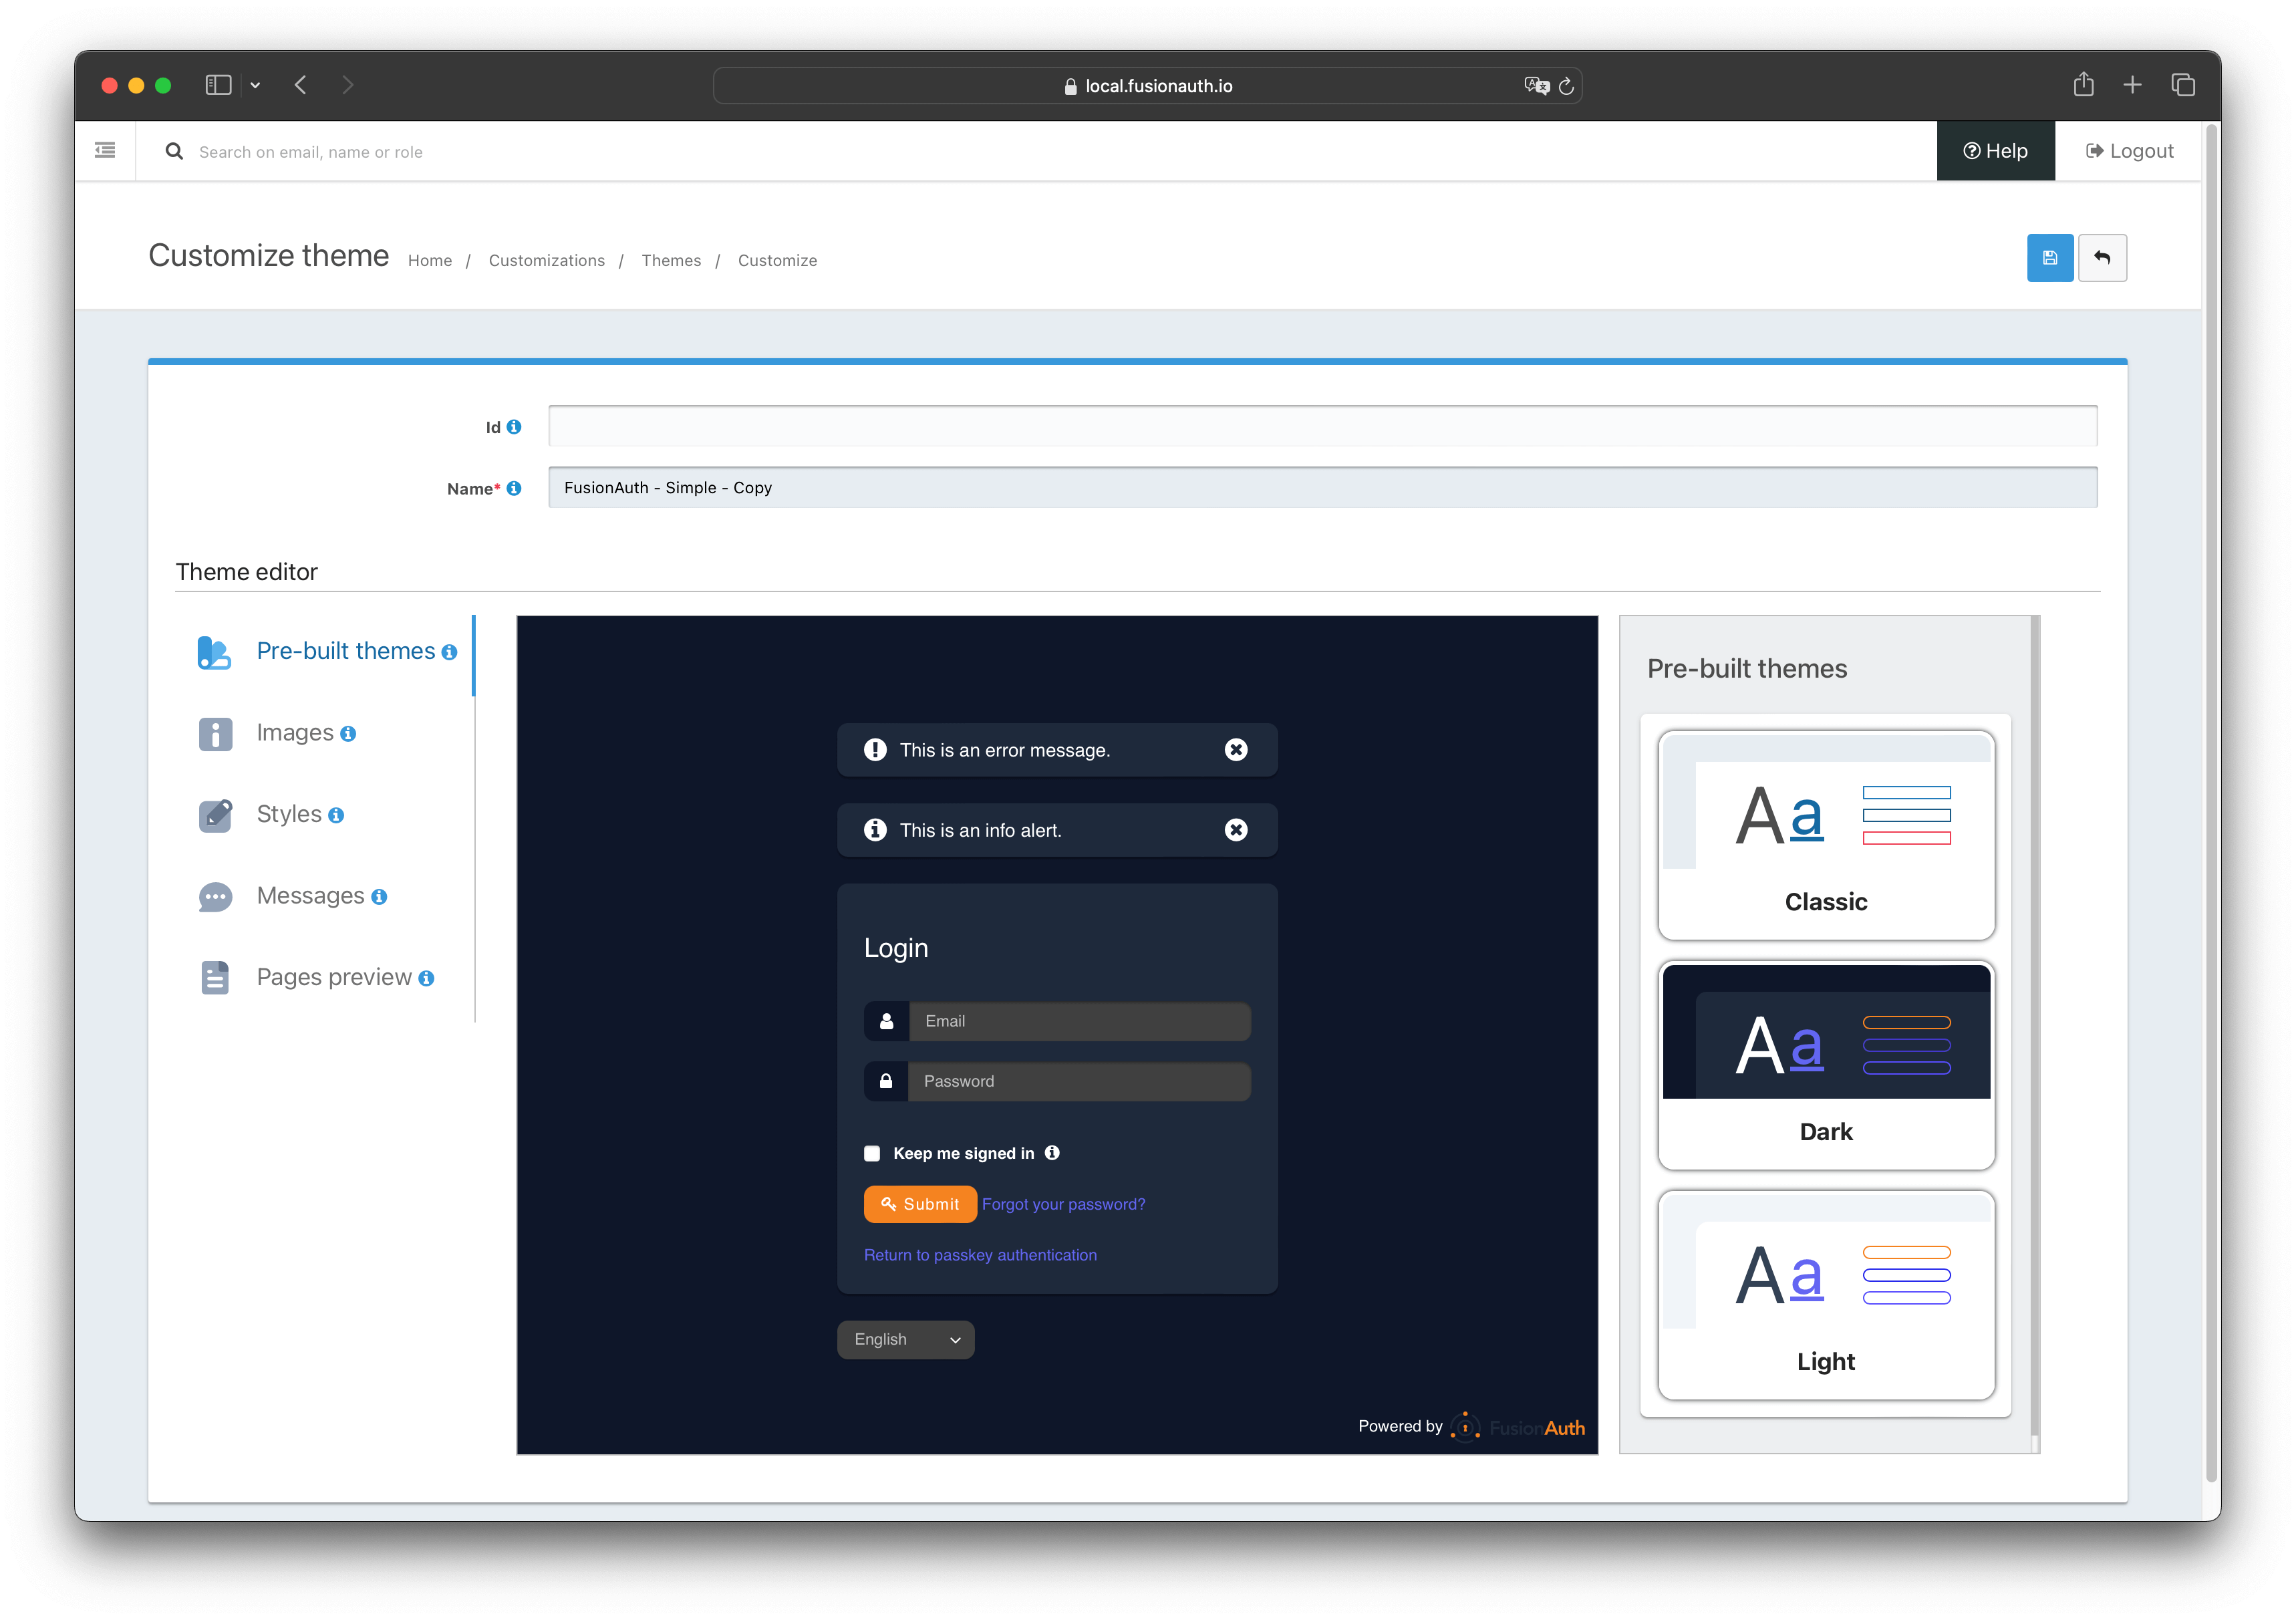 local.fusionauth.io
Search on email, name or role
Help
Logout
Customize theme
Home / Customizations / Themes / Customize
Id
Name*
FusionAuth - Simple - Copy
Theme editor
Pre-built themes
Images
Styles
Messages
Pages preview
This is an error message.
This is an info alert.
Login
Email
Password
Keep me signed in
Submit Forgot your password?
Return to passkey authentication
English
Powered by FusionAuth
Pre-built themes
Aa
Classic
Aa
Dark
Aa
Light